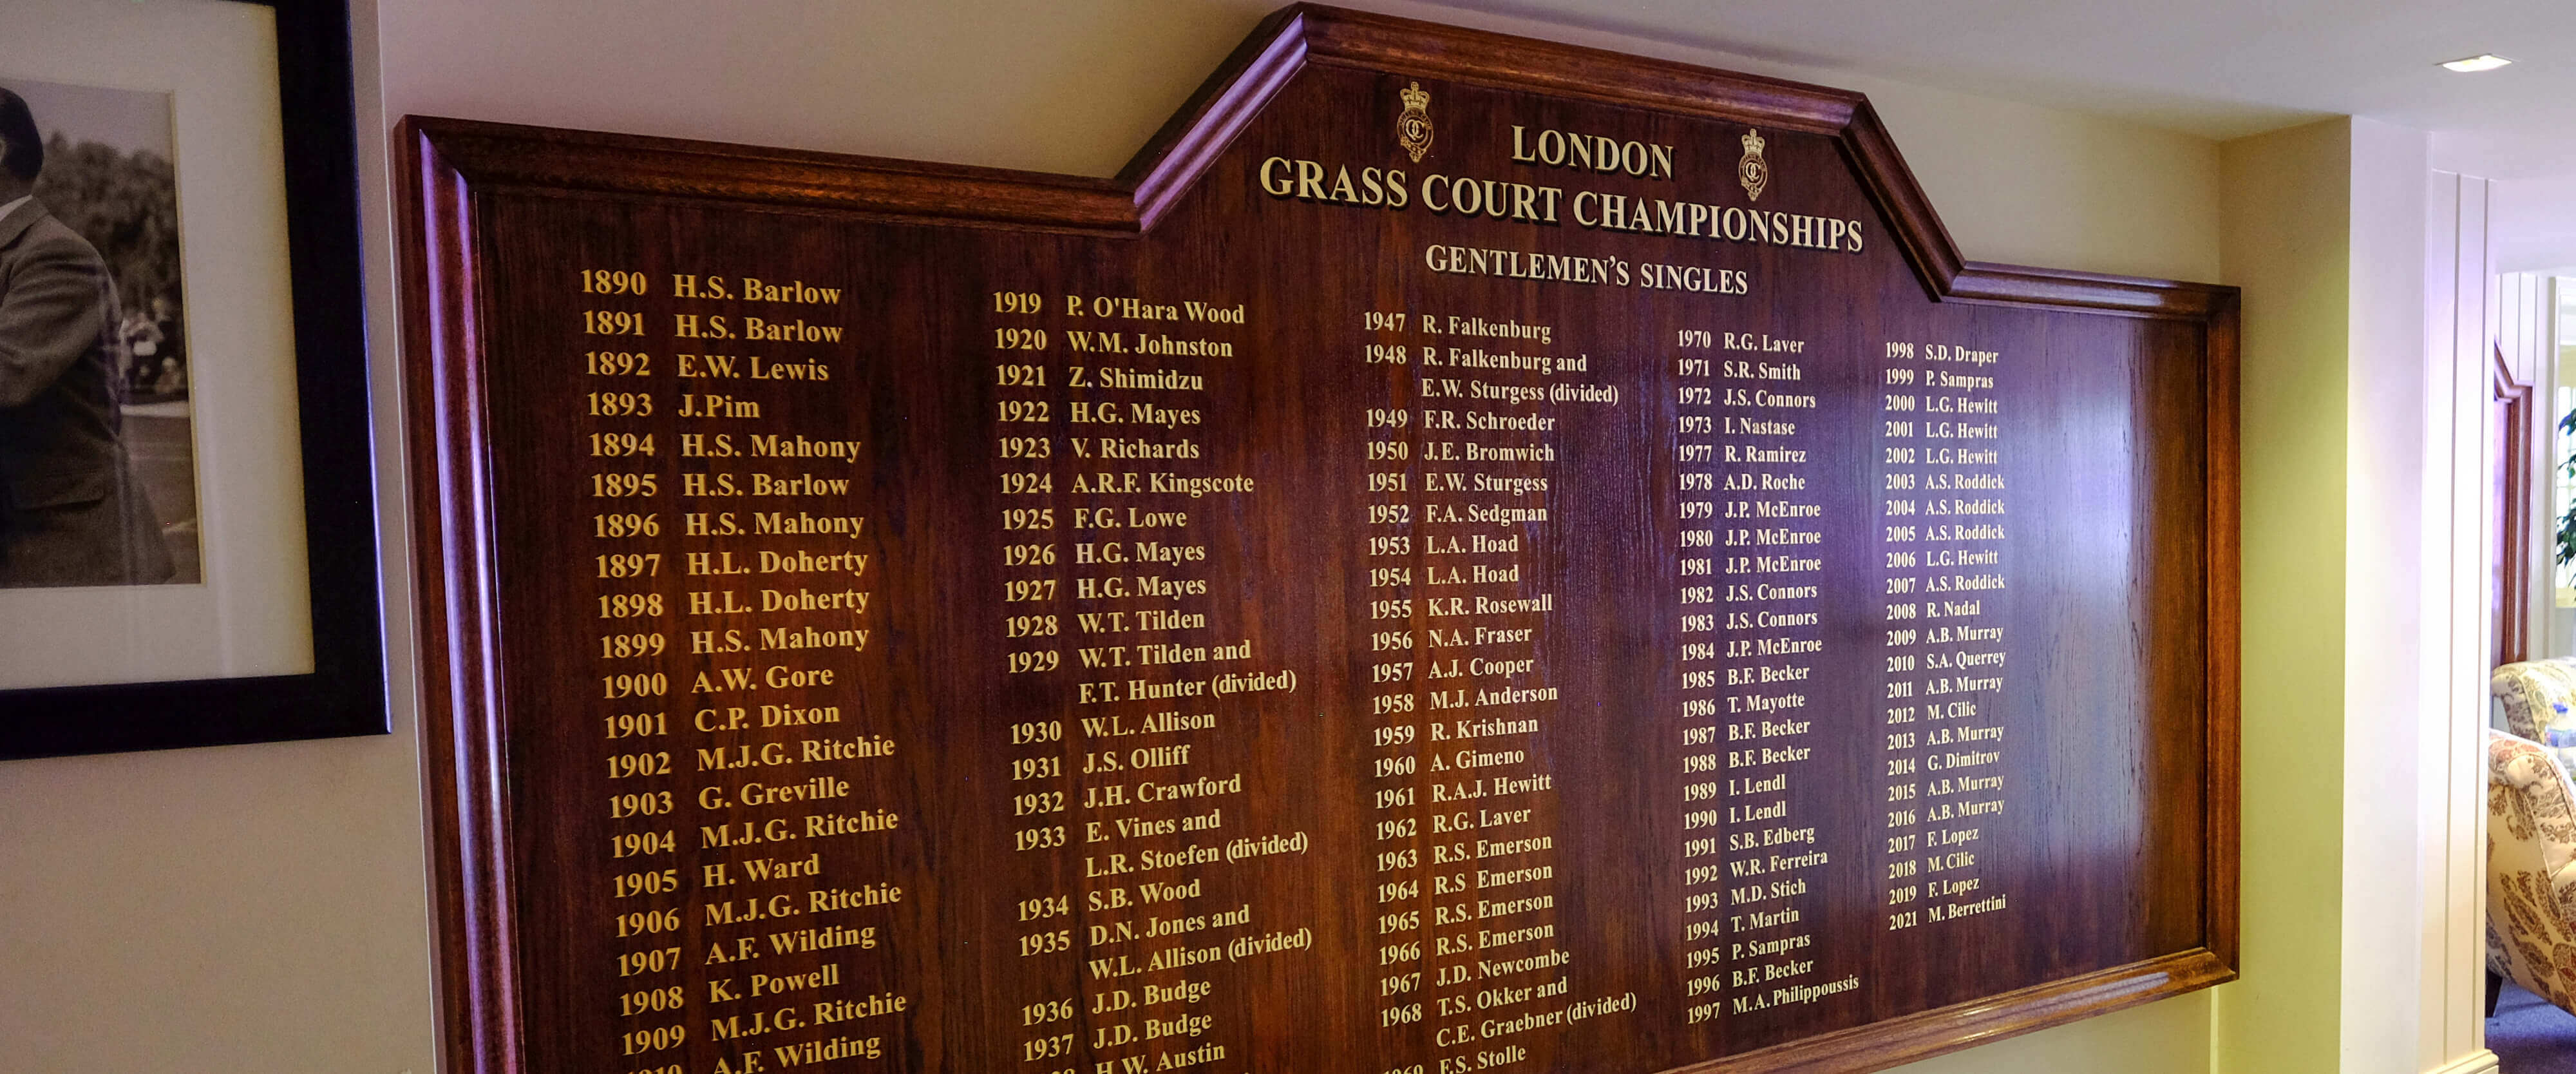 LONDON
GRASS COURT CHAMPIONSHIPS
GENTLEMEN'S SINGLES
1890 H.S. Barlow
1891 H.S. Barlow
1892 E.W. Lewis
1893 J.Pim
1894 H.S. Mahony
1895 H.S. Barlow
1896 H.S. Mahony
1897 H.L. Doherty
1898 H.L. Doherty
1899 H.S. Mahony
1900 A.W. Gore
1901 C.P. Dixon
1902 M.J.G. Ritchie
1903 G. Greville
1904 M.J.G. Ritchie
1905 H. Ward
1906 M.J.G. Ritchie
1907 A.F. Wilding
1908 K. Powell
1909 M.J.G. Ritchie
A.F. Wilding
1919 P. O'Hara Wood
1920 W.M. Johnston
1921 Z. Shimidzu
1922 H.G. Mayes
1923 V. Richards
1924 A.R.F. Kingscote
1925 F.G. Lowe
1926 H.G. Mayes
1927 H.G. Mayes
1928 W.T. Tilden
1929 W.T. Tilden and
F.T. Hunter (divided)
1930 W.L. Allison
1931 J.S. Olliff
1932 J.H. Crawford
1933 E. Vines and
L.R. Stoefen (divided)
1934 S.B. Wood
1935 D.N. Jones and
W.L. Allison (divided)
1936 J.D. Budge
1937 J.D. Budge
H.W. Austin
1947 R. Falkenburg
1948 R. Falkenburg and
E.W. Sturgess (divided)
1949 F.R. Schroeder
1950 J.E. Bromwich
1951 E.W. Sturgess
1952 F.A. Sedgman
1953 L.A. Hoad
1954 L.A. Hoad
1955 K.R. Rosewall
1956 N.A. Fraser
1957 A.J. Cooper
1958 M.J. Anderson
1959 R. Krishnan
1960 A. Gimeno
1961 R.A.J. Hewitt
1962 R.G. Laver
1963 R.S. Emerson
1964 R.S Emerson
1965 R.S. Emerson
1966 R.S. Emerson
1967 J.D. Newcombe
1968 T.S. Okker and
C.E. Graebner (divided)
1969 F.S. Stolle
1970 R.G. Laver
1971 S.R. Smith
1972 J.S. Connors
1973 I. Nastase
1977 R. Ramirez
1978 A.D. Roche
1979 J.P. McEnroe
1980 J.P. McEnroe
1981 J.P. McEnroe
1982 J.S. Connors
1983 J.S. Connors
1984 J.P. McEnroe
1985 B.F. Becker
1986 T. Mayotte
1987 B.F. Becker
1988 B.F. Becker
1989 I. Lendl
1990 I. Lendl
1991 S.B. Edberg
1992 W.R. Ferreira
1993 M.D. Stich
1994 T. Martin
1995 P. Sampras
1996 B.F. Becker
1997 M.A. Philippoussis
1998 S.D. Draper
1999 P. Sampras
2000 L.G. Hewitt
2001 L.G. Hewitt
2002 L.G. Hewitt
2003 A.S. Roddick
2004 A.S. Roddick
2005 A.S. Roddick
2006 L.G. Hewitt
2007 A.S. Roddick
2008 R. Nadal
2009 A.B. Murray
2010 S.A. Querrey
2011 A.B. Murray
2012 M. Cilic
2013 A.B. Murray
2014 G. Dimitrov
2015 A.B. Murray
2016 A.B. Murray
2017 F. Lopez
2018 M. Cilic
2019 F. Lopez
2021 M. Berrettini